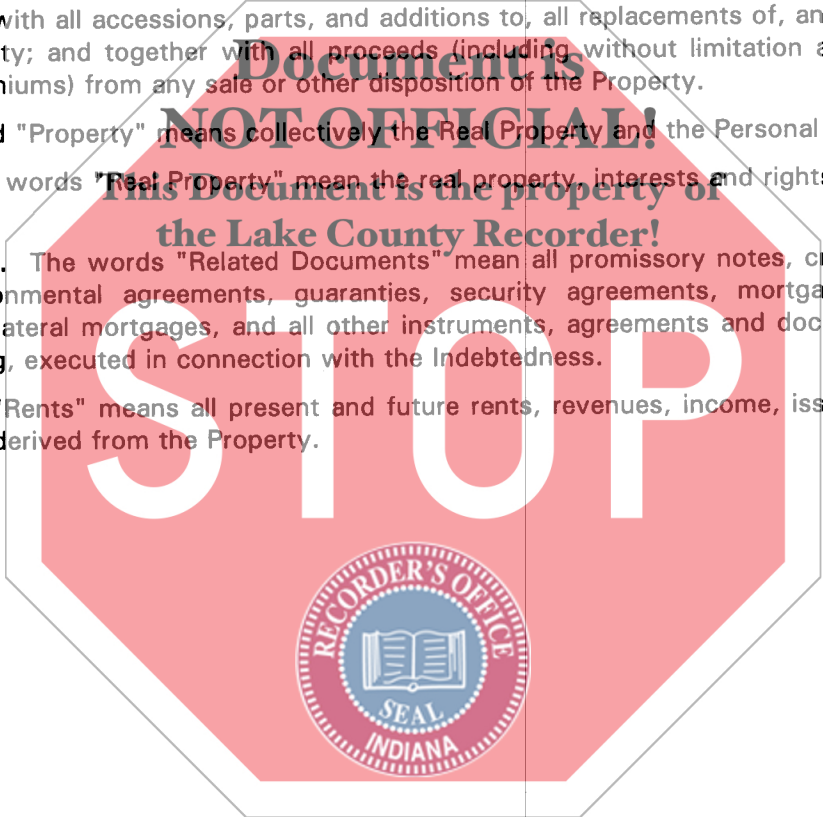 with all accessions, parts, and additions to, all replacements of, an
ty; and together with all proceeds (including without limitation a
niums) from any sale or other disposition of the Property.
Document is
"Property" means collectively the Real Property and the Personal
NOT OFFICIAL!
words "Real Property" mean the real property, interests and rights
This Document is the property of
the Lake County Recorder!
. The words "Related Documents" mean all promissory notes, cr
onmental agreements, guaranties, security agreements, mortga
ateral mortgages, and all other instruments, agreements and doc
g, executed in connection with the Indebtedness.
"Rents" means all present and future rents, revenues, income, iss
derived from the Property.
STOP
RECORDER'S OFFICE
SEAL
INDIANA